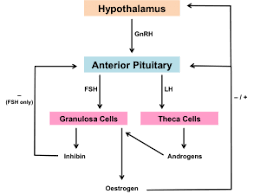 Hypothalamus
GnRH
Anterior Pituitary
– / +
–
(FSH only)
FSH
LH
Granulosa Cells
Theca Cells
Inhibin
Androgens
Oestrogen